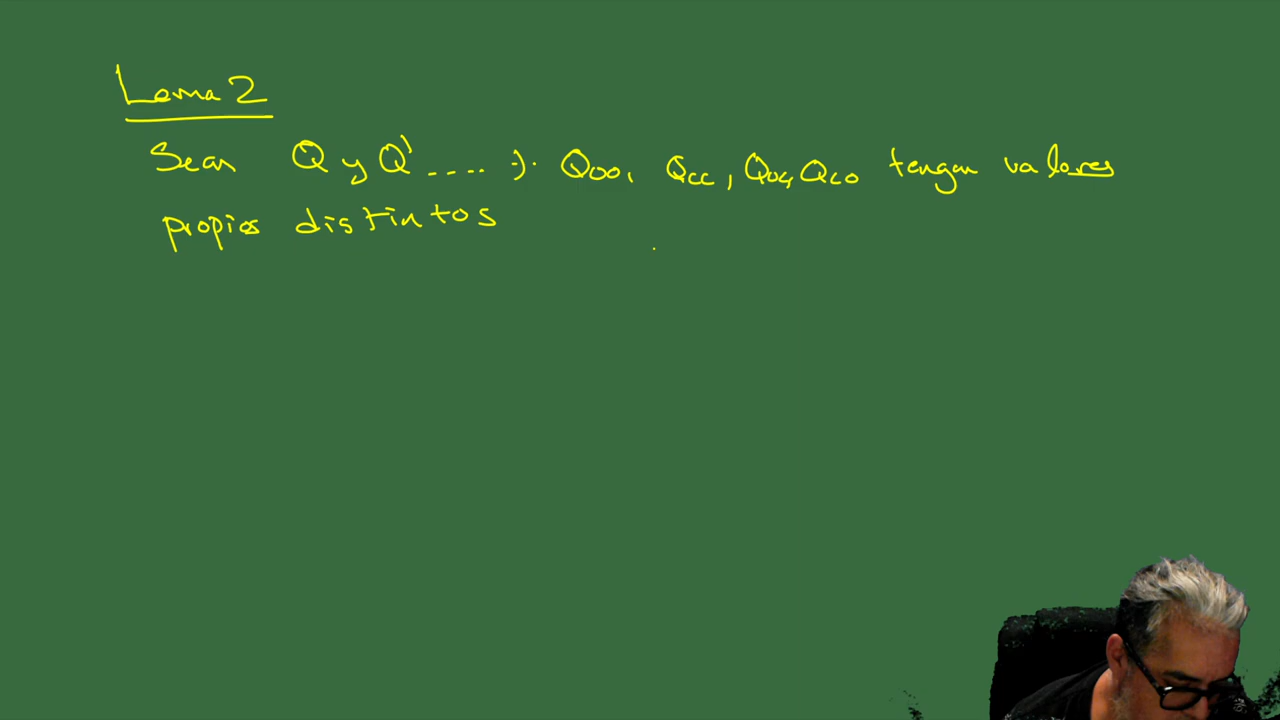 Lema 2
Sean Q y Q' .... ∴ Q₀₀, Qcc, Q₀c, Qc₀ tengan valores
propios distintos